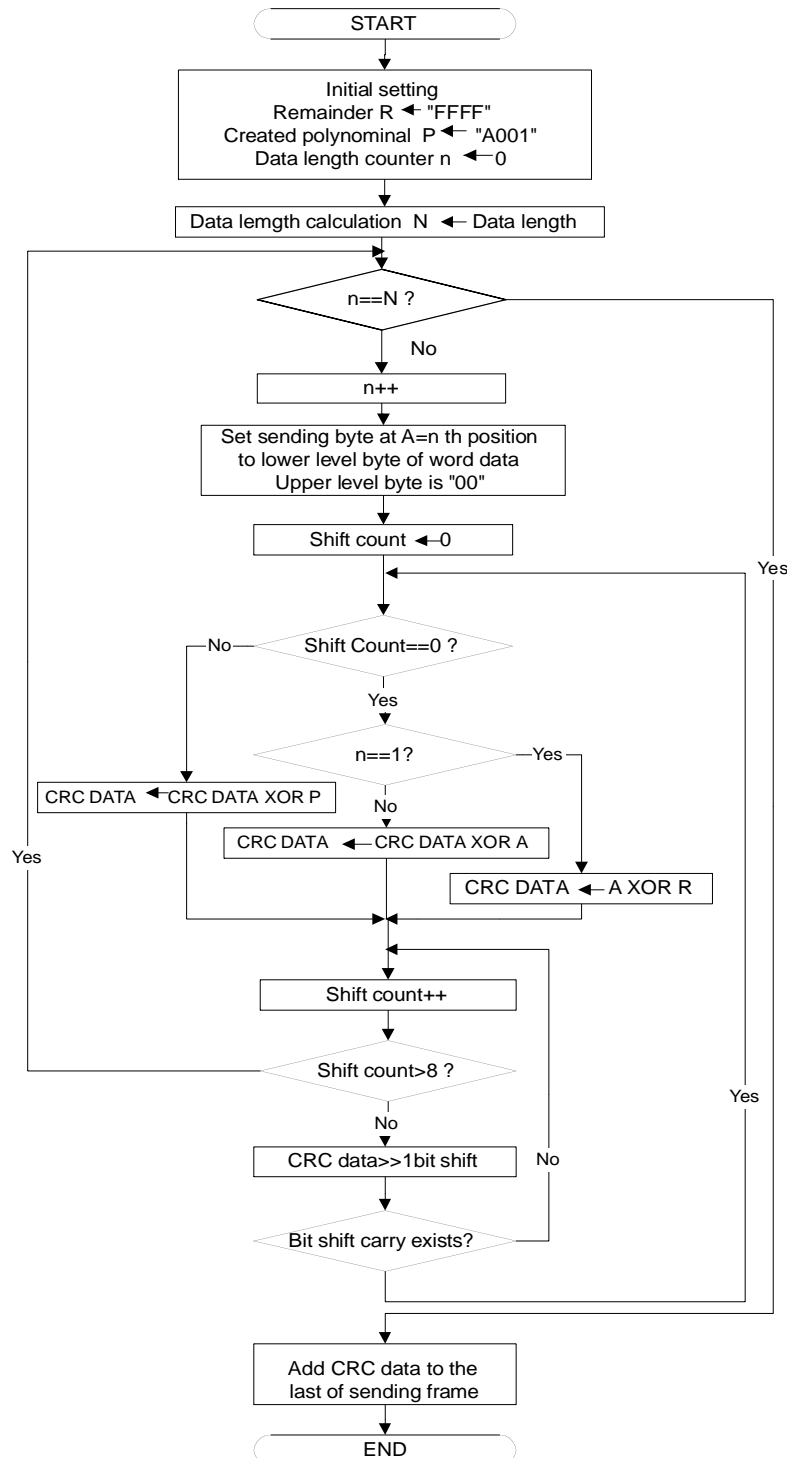 START
Initial setting
Remainder R ← "FFFF"
Created polynominal P ← "A001"
Data length counter n ← 0
Data lemgth calculation N ← Data length
n==N ?
No
n++
Set sending byte at A=n th position
to lower level byte of word data
Upper level byte is "00"
Shift count ← 0
Yes
No
Shift Count==0 ?
Yes
n==1?
Yes
CRC DATA ← CRC DATA XOR P
No
CRC DATA ← CRC DATA XOR A
Yes
CRC DATA ← A XOR R
Shift count++
Shift count>8 ?
Yes
No
CRC data>>1bit shift
No
Bit shift carry exists?
Add CRC data to the
last of sending frame
END